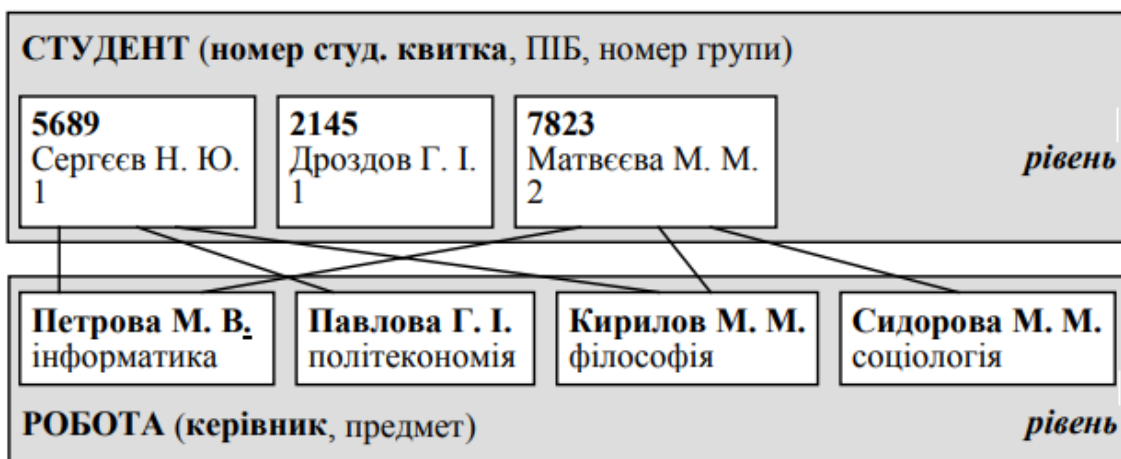 СТУДЕНТ (номер студ. квитка, ПІБ, номер групи)
5689
Сергєєв Н. Ю.
1
2145
Дроздов Г. І.
1
7823
Матвєєва М. М.
2
рівень
Петрова М. В.
інформатика
Павлова Г. І.
політекономія
Кирилов М. М.
філософія
Сидорова М. М.
соціологія
РОБОТА (керівник, предмет)
рівень